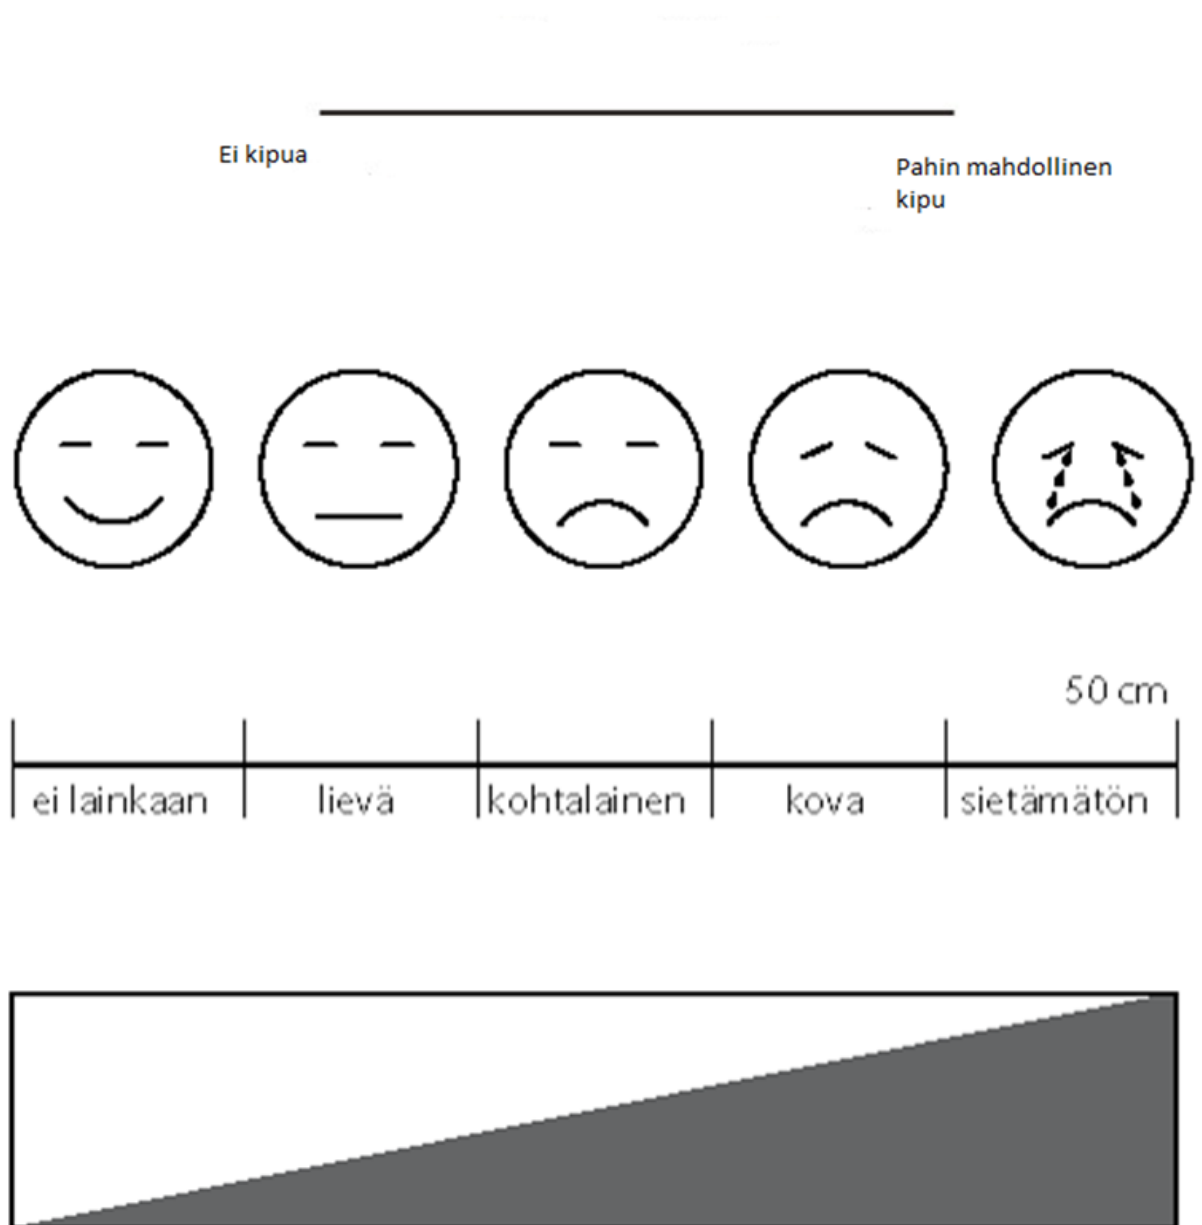 Ei kipua
Pahin mahdollinen
kipu
50 cm
ei lainkaan
lievä
kohtalainen
kova
sietämätön